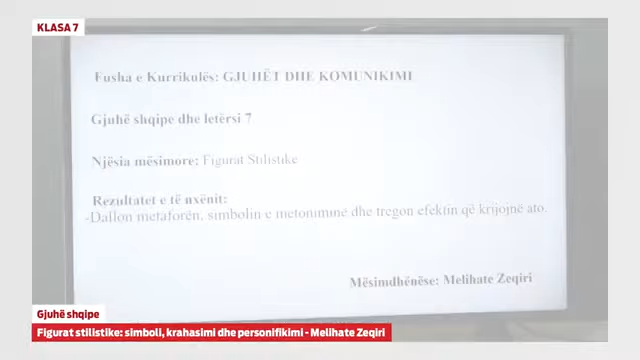 KLASA 7
Fusha e Kurrikulës: GJUHËT DHE KOMUNIKIMI
Gjuhë shqipe dhe letërsi 7
Njësia mësimore: Figurat Stilistike
Rezultatet e të nxënit:
-Dallon metaforën, simbolin e metoniminë dhe tregon efektin që krijojnë ato.
Mësimdhënëse: Melihate Zeqiri
Gjuhë shqipe
Figurat stilistike: simboli, krahasimi dhe personifikimi - Melihate Zeqiri